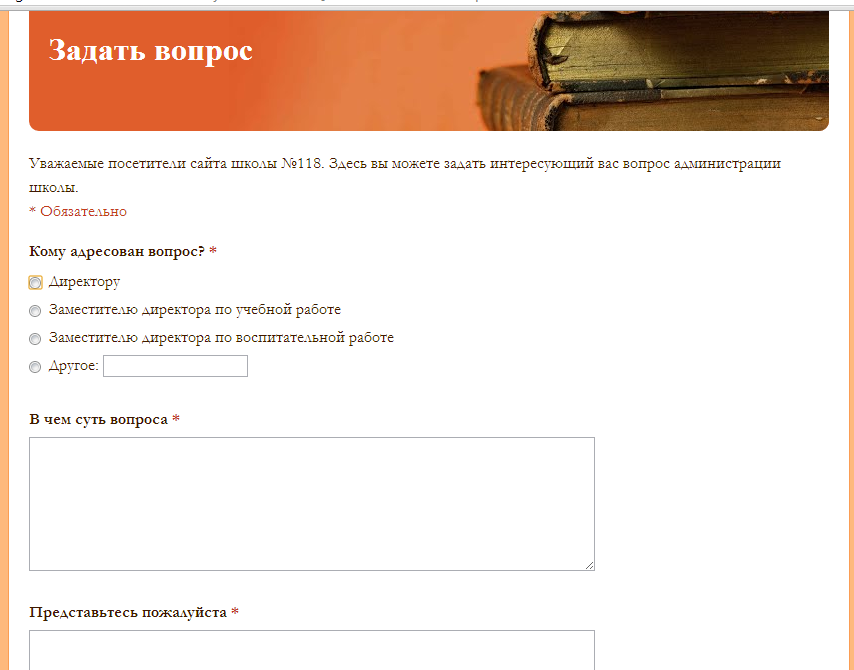 Задать вопрос
Уважаемые посетители сайта школы №118. Здесь вы можете задать интересующий вас вопрос администрации
школы.
* Обязательно
Кому адресован вопрос? *
Директору
Заместителю директора по учебной работе
Заместителю директора по воспитательной работе
Другое:
В чем суть вопроса *
Представьтесь пожалуйста *